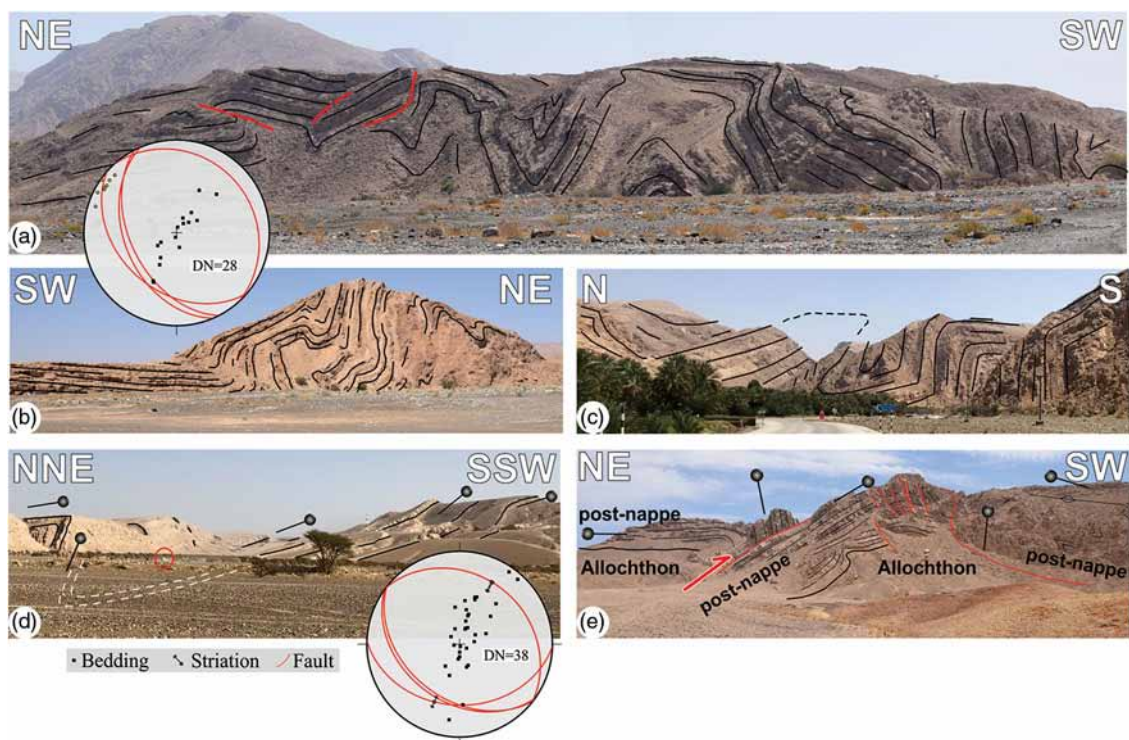 NE SW
(a)
DN=28
SW NE
(b)
N S
(c)
NNE SSW
(d)
DN=38
Bedding Striation Fault
NE SW
post-nappe
Allochthon
post-nappe
Allochthon
post-nappe
(e)